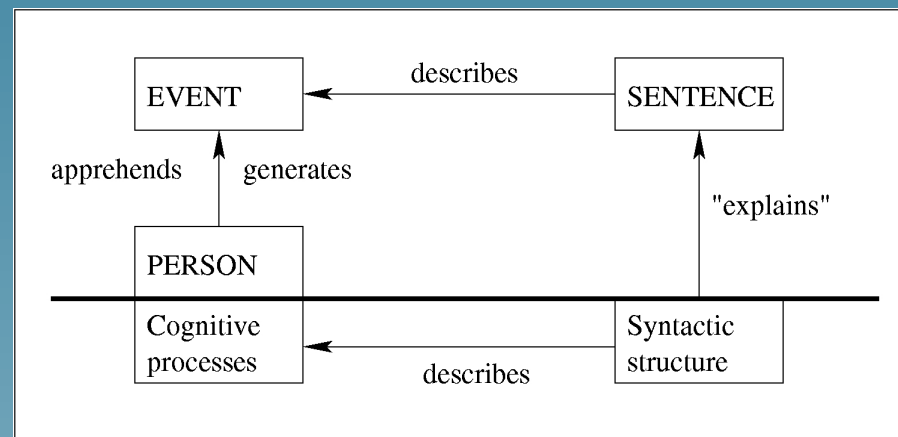 describes
EVENT
SENTENCE
apprehends generates
"explains"
PERSON
Cognitive
processes
Syntactic
structure
describes